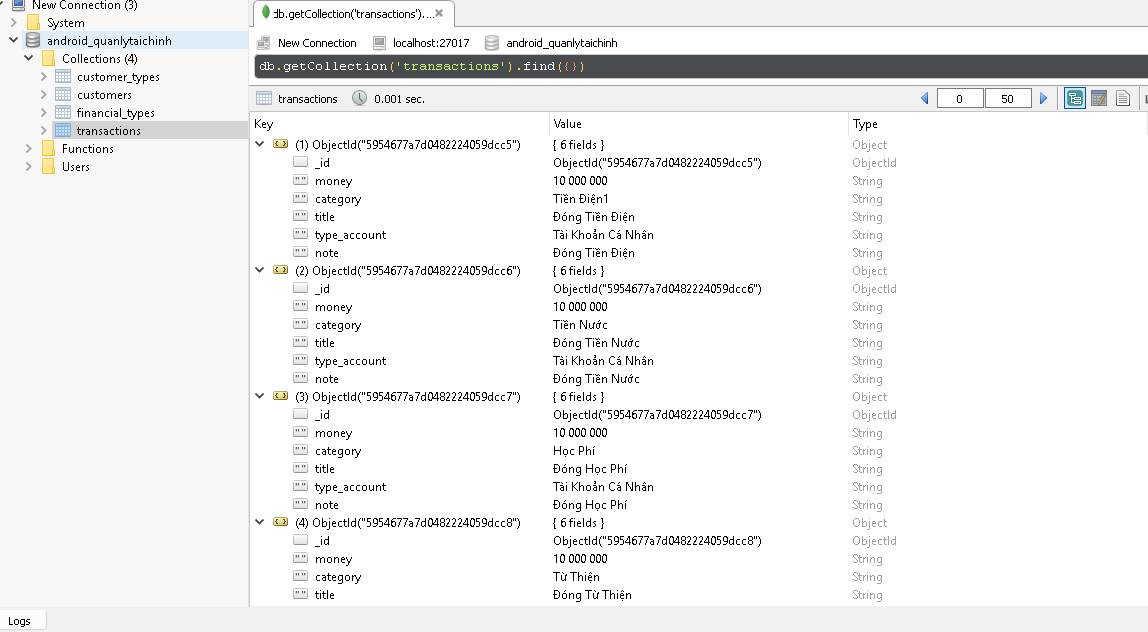 New Connection (3)
System
android_quanlytaichinh
Collections (4)
customer_types
customers
financial_types
transactions
Functions
Users
db.getCollection('transactions')....
New Connection localhost:27017 android_quanlytaichinh
db.getCollection('transactions').find({})
transactions 0.001 sec. 0 50
Key Value Type
(1) ObjectId("5954677a7d0482224059dcc5") { 6 fields } Object
_id ObjectId("5954677a7d0482224059dcc5") ObjectId
"" money 10 000 000 String
"" category Tiền Điện1 String
"" title Đóng Tiền Điện String
"" type_account Tài Khoản Cá Nhân String
"" note Đóng Tiền Điện String
(2) ObjectId("5954677a7d0482224059dcc6") { 6 fields } Object
_id ObjectId("5954677a7d0482224059dcc6") ObjectId
"" money 10 000 000 String
"" category Tiền Nước String
"" title Đóng Tiền Nước String
"" type_account Tài Khoản Cá Nhân String
"" note Đóng Tiền Nước String
(3) ObjectId("5954677a7d0482224059dcc7") { 6 fields } Object
_id ObjectId("5954677a7d0482224059dcc7") ObjectId
"" money 10 000 000 String
"" category Học Phí String
"" title Đóng Học Phí String
"" type_account Tài Khoản Cá Nhân String
"" note Đóng Học Phí String
(4) ObjectId("5954677a7d0482224059dcc8") { 6 fields } Object
_id ObjectId("5954677a7d0482224059dcc8") ObjectId
"" money 10 000 000 String
"" category Từ Thiện String
"" title Đóng Từ Thiện String
Logs